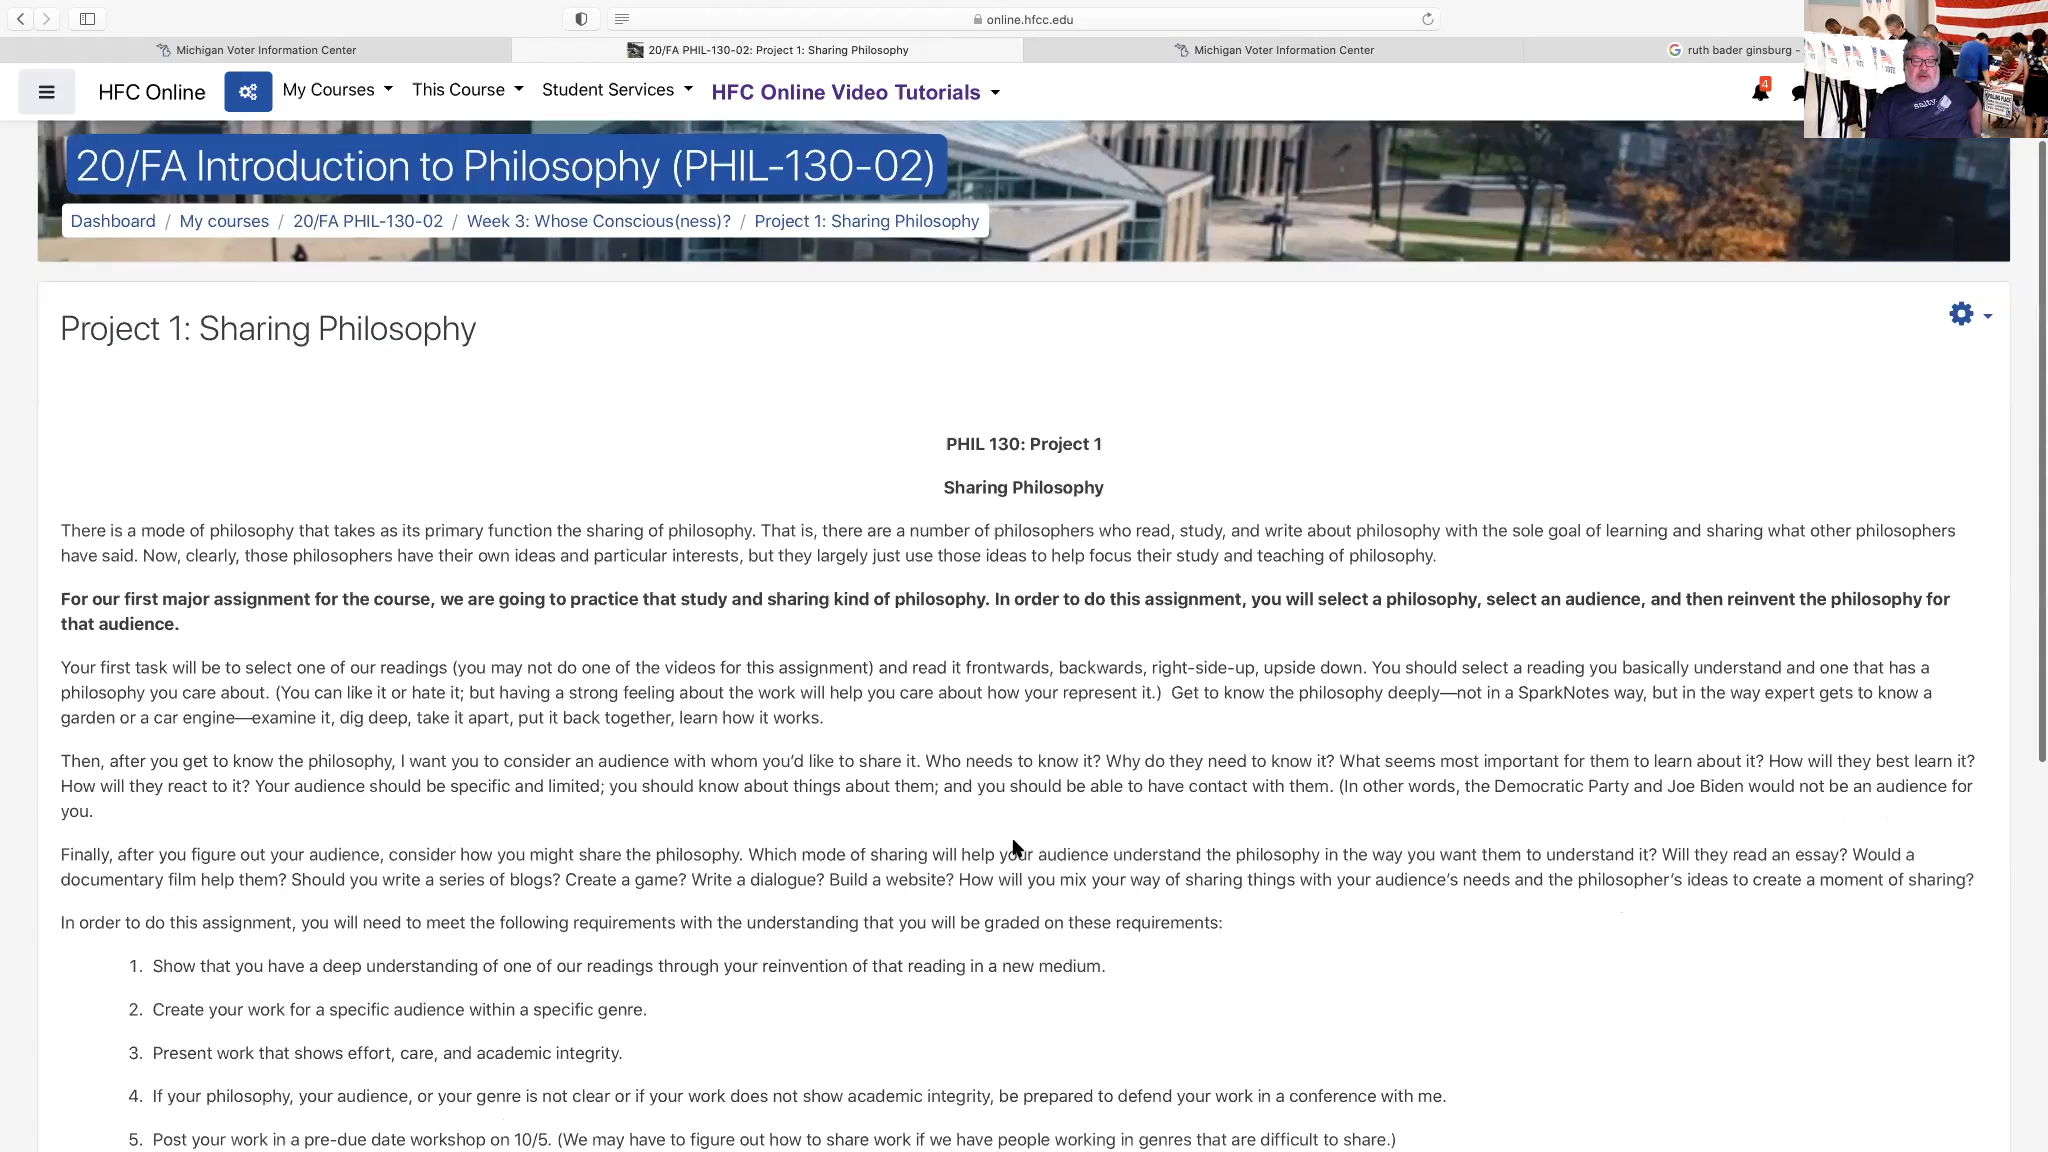 online.hfcc.edu
Michigan Voter Information Center
20/FA PHIL-130-02: Project 1: Sharing Philosophy
Michigan Voter Information Center
ruth bader ginsburg -
HFC Online
My Courses
This Course
Student Services
HFC Online Video Tutorials
4
salty
20/FA Introduction to Philosophy (PHIL-130-02)
Dashboard / My courses / 20/FA PHIL-130-02 / Week 3: Whose Conscious(ness)? / Project 1: Sharing Philosophy
Project 1: Sharing Philosophy
PHIL 130: Project 1
Sharing Philosophy
There is a mode of philosophy that takes as its primary function the sharing of philosophy. That is, there are a number of philosophers who read, study, and write about philosophy with the sole goal of learning and sharing what other philosophers
have said. Now, clearly, those philosophers have their own ideas and particular interests, but they largely just use those ideas to help focus their study and teaching of philosophy.
For our first major assignment for the course, we are going to practice that study and sharing kind of philosophy. In order to do this assignment, you will select a philosophy, select an audience, and then reinvent the philosophy for
that audience.
Your first task will be to select one of our readings (you may not do one of the videos for this assignment) and read it frontwards, backwards, right-side-up, upside down. You should select a reading you basically understand and one that has a
philosophy you care about. (You can like it or hate it; but having a strong feeling about the work will help you care about how your represent it.)  Get to know the philosophy deeply—not in a SparkNotes way, but in the way expert gets to know a
garden or a car engine—examine it, dig deep, take it apart, put it back together, learn how it works.
Then, after you get to know the philosophy, I want you to consider an audience with whom you'd like to share it. Who needs to know it? Why do they need to know it? What seems most important for them to learn about it? How will they best learn it?
How will they react to it? Your audience should be specific and limited; you should know about things about them; and you should be able to have contact with them. (In other words, the Democratic Party and Joe Biden would not be an audience for
you.
Finally, after you figure out your audience, consider how you might share the philosophy. Which mode of sharing will help your audience understand the philosophy in the way you want them to understand it? Will they read an essay? Would a
documentary film help them? Should you write a series of blogs? Create a game? Write a dialogue? Build a website? How will you mix your way of sharing things with your audience's needs and the philosopher's ideas to create a moment of sharing?
In order to do this assignment, you will need to meet the following requirements with the understanding that you will be graded on these requirements:
1. Show that you have a deep understanding of one of our readings through your reinvention of that reading in a new medium.
2. Create your work for a specific audience within a specific genre.
3. Present work that shows effort, care, and academic integrity.
4. If your philosophy, your audience, or your genre is not clear or if your work does not show academic integrity, be prepared to defend your work in a conference with me.
5. Post your work in a pre-due date workshop on 10/5. (We may have to figure out how to share work if we have people working in genres that are difficult to share.)